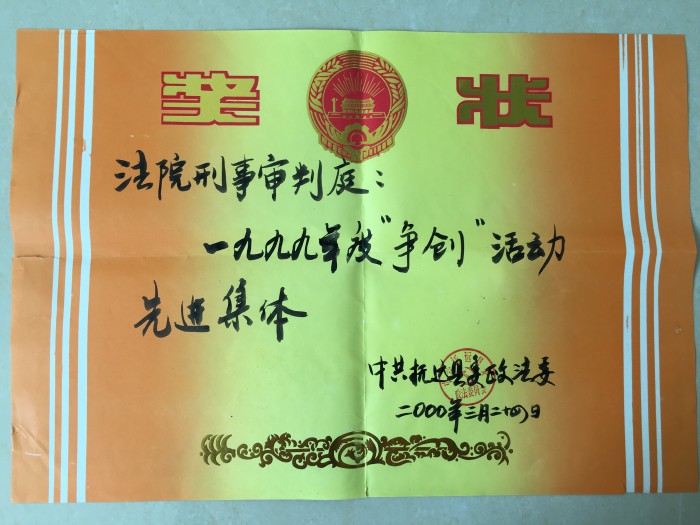 奖状
法院刑事审判庭：
一九九九年度"争创"活动
先进集体
中共抚远县委政法委
二000年三月二十四日